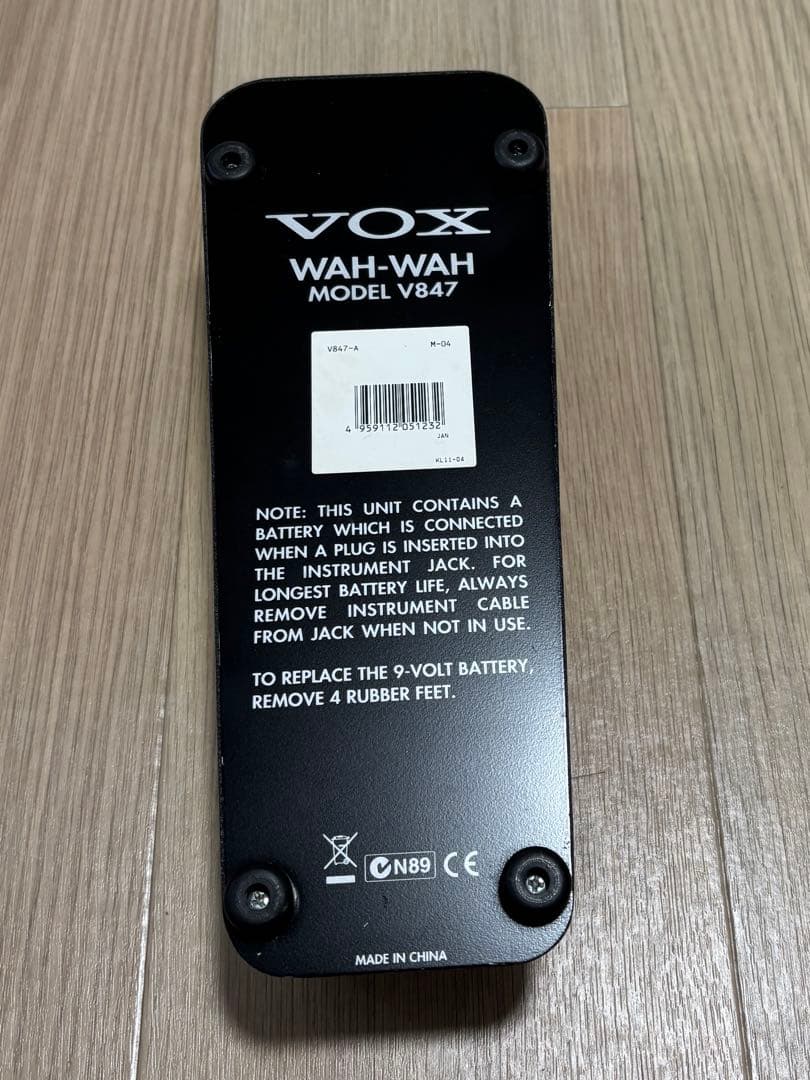 VOX
WAH-WAH
MODEL V847
V847-A M-04
4 959112 051232
JAN
KL11-04
NOTE: THIS UNIT CONTAINS A
BATTERY WHICH IS CONNECTED
WHEN A PLUG IS INSERTED INTO
THE INSTRUMENT JACK. FOR
LONGEST BATTERY LIFE, ALWAYS
REMOVE INSTRUMENT CABLE
FROM JACK WHEN NOT IN USE.
TO REPLACE THE 9-VOLT BATTERY,
REMOVE 4 RUBBER FEET.
N89 CE
MADE IN CHINA